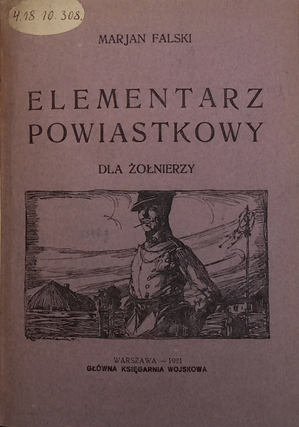 4.18.10.308.
MARJAN FALSKI
ELEMENTARZ
POWIASTKOWY
DLA ŻOŁNIERZY
WARSZAWA — 1921
GŁÓWNA KSIĘGARNIA WOJSKOWA